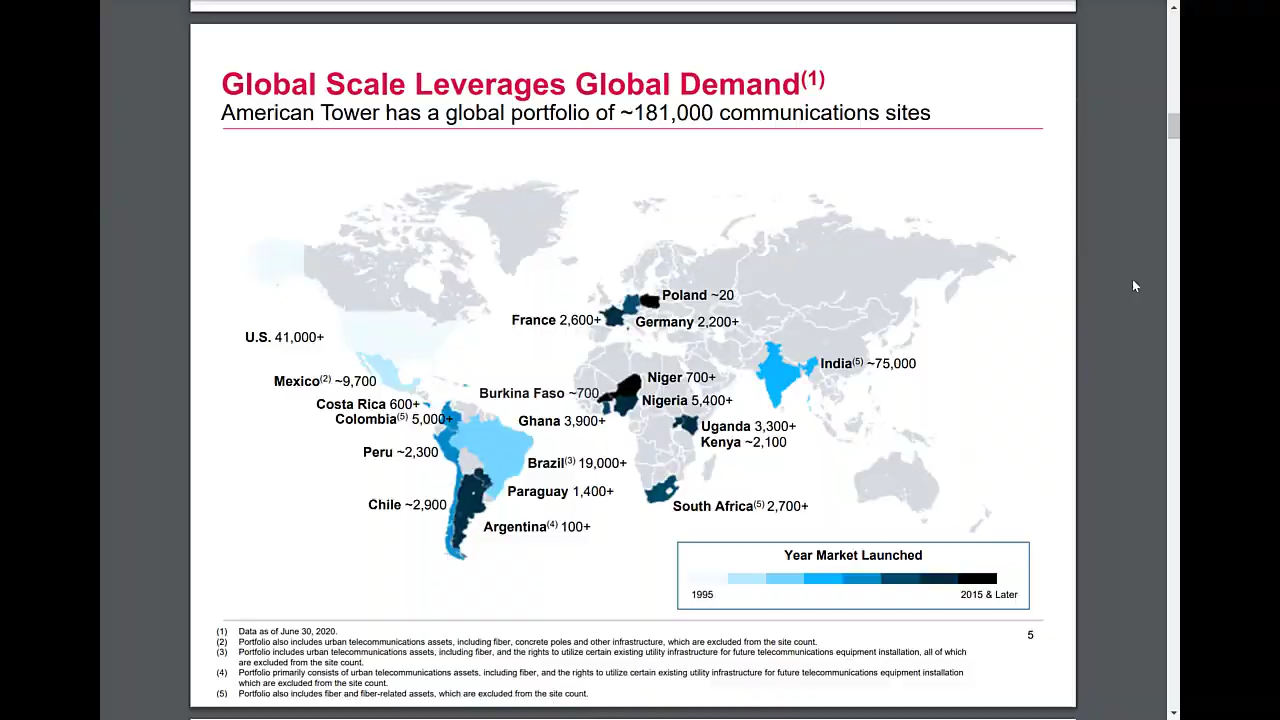 Global Scale Leverages Global Demand(1)
American Tower has a global portfolio of ~181,000 communications sites
Poland ~20
France 2,600+
Germany 2,200+
U.S. 41,000+
India(5) ~75,000
Mexico(2) ~9,700
Niger 700+
Burkina Faso ~700
Nigeria 5,400+
Costa Rica 600+
Colombia(5) 5,000+
Ghana 3,900+
Uganda 3,300+
Kenya ~2,100
Peru ~2,300
Brazil(3) 19,000+
Paraguay 1,400+
Chile ~2,900
South Africa(5) 2,700+
Argentina(4) 100+
Year Market Launched
1995
2015 & Later
(1) Data as of June 30, 2020.
5
(2) Portfolio also includes urban telecommunications assets, including fiber, concrete poles and other infrastructure, which are excluded from the site count.
(3) Portfolio includes urban telecommunications assets, including fiber, and the rights to utilize certain existing utility infrastructure for future telecommunications equipment installation, all of which
are excluded from the site count.
(4) Portfolio primarily consists of urban telecommunications assets, including fiber, and the rights to utilize certain existing utility infrastructure for future telecommunications equipment installation
which are excluded from the site count.
(5) Portfolio also includes fiber and fiber-related assets, which are excluded from the site count.